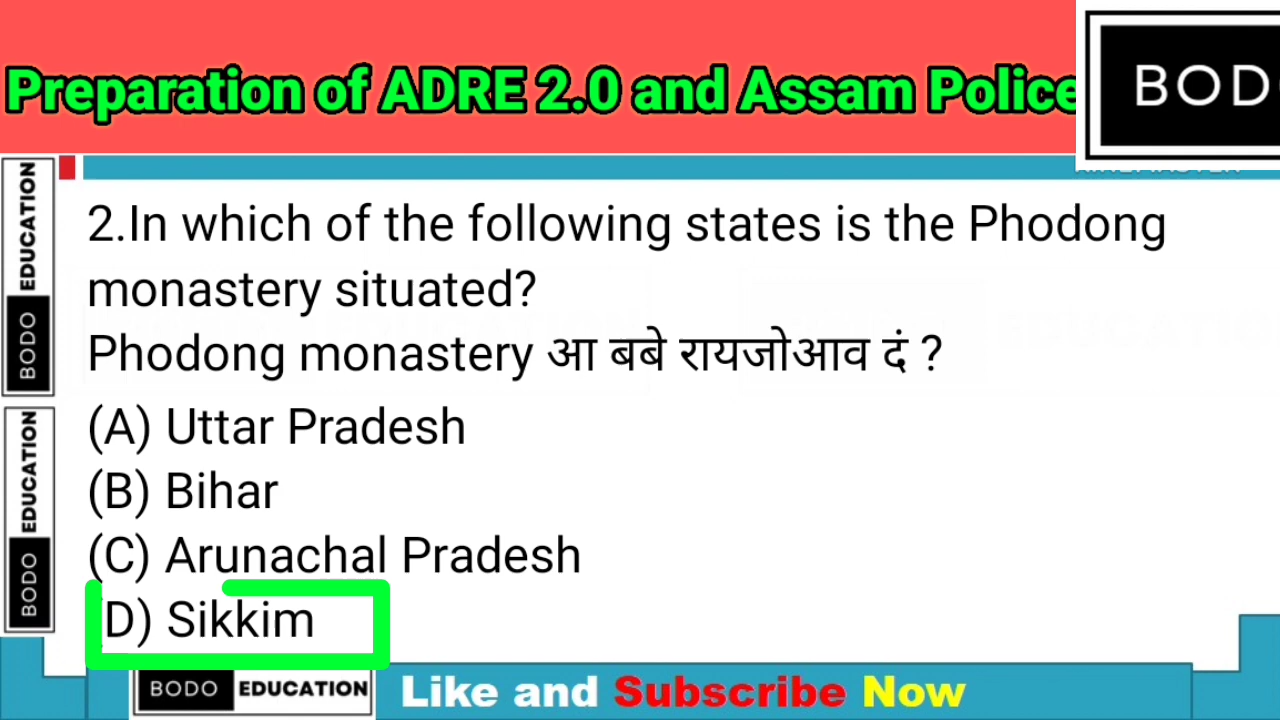 Preparation of ADRE 2.0 and Assam Police
BOD
EDUCATION
BODO
2.In which of the following states is the Phodong
monastery situated?
Phodong monastery आ बबे रायजोआव दं ?
(A) Uttar Pradesh
(B) Bihar
(C) Arunachal Pradesh
(D) Sikkim
EDUCATION
BODO
BODO EDUCATION
Like and Subscribe Now